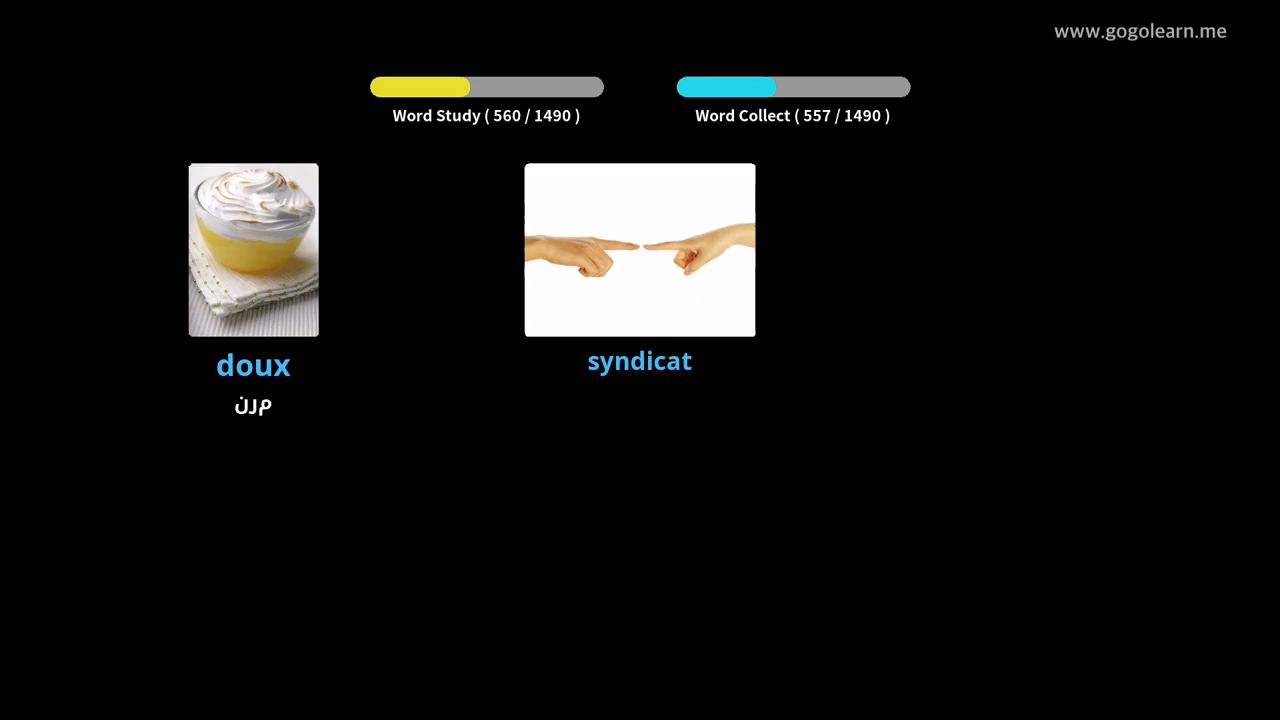 www.gogolearn.me
Word Study ( 560 / 1490 )
Word Collect ( 557 / 1490 )
doux
مرن
syndicat